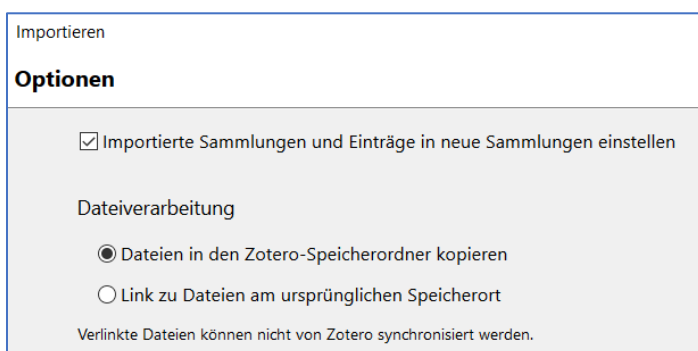 Importieren
Optionen
Importierte Sammlungen und Einträge in neue Sammlungen einstellen
Dateiverarbeitung
Dateien in den Zotero-Speicherordner kopieren
Link zu Dateien am ursprünglichen Speicherort
Verlinkte Dateien können nicht von Zotero synchronisiert werden.